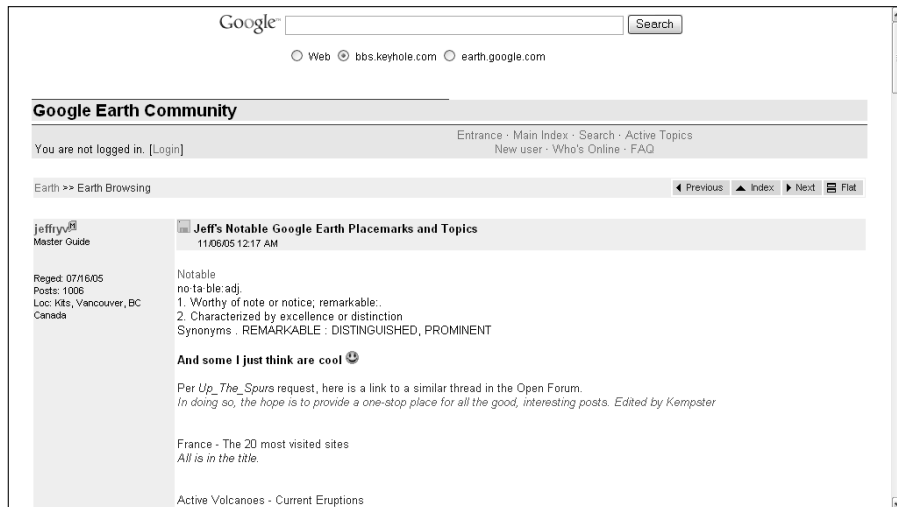 Google™ Search
Web bbs.keyhole.com earth.google.com
Google Earth Community
Entrance · Main Index · Search · Active Topics
You are not logged in. [Login] New user · Who's Online · FAQ
Earth >> Earth Browsing Previous Index Next Flat
jeffryv Jeff's Notable Google Earth Placemarks and Topics
Master Guide 11/06/05 12:17 AM
Reged: 07/16/05
Posts: 1006
Loc: Kits, Vancouver, BC
Canada
Notable
no·ta·ble:adj.
1. Worthy of note or notice; remarkable:.
2. Characterized by excellence or distinction
Synonyms . REMARKABLE : DISTINGUISHED, PROMINENT
And some I just think are cool
Per Up_The_Spurs request, here is a link to a similar thread in the Open Forum.
In doing so, the hope is to provide a one-stop place for all the good, interesting posts. Edited by Kempster
France - The 20 most visited sites
All is in the title.
Active Volcanoes - Current Eruptions